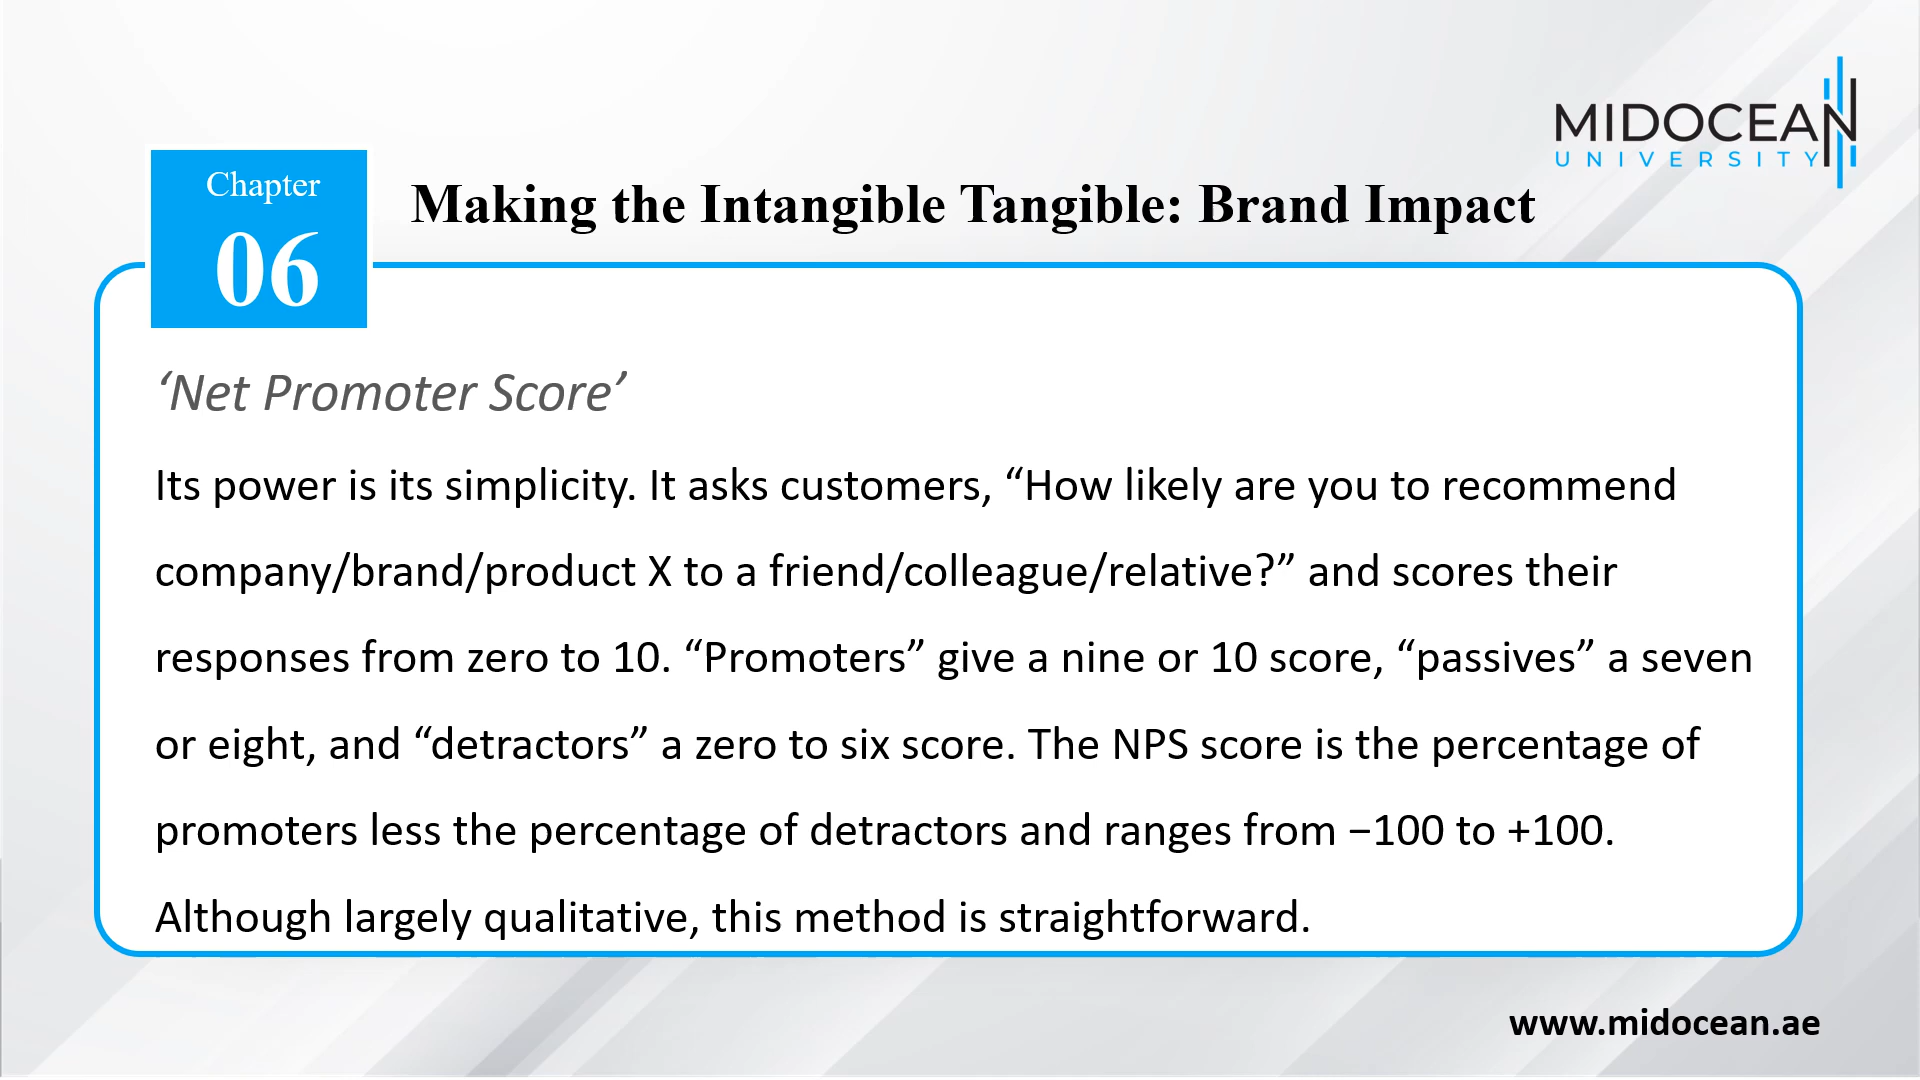 MIDOCEAN
UNIVERSITY
Chapter
06
Making the Intangible Tangible: Brand Impact
‘Net Promoter Score’
Its power is its simplicity. It asks customers, “How likely are you to recommend
company/brand/product X to a friend/colleague/relative?” and scores their
responses from zero to 10. “Promoters” give a nine or 10 score, “passives” a seven
or eight, and “detractors” a zero to six score. The NPS score is the percentage of
promoters less the percentage of detractors and ranges from −100 to +100.
Although largely qualitative, this method is straightforward.
www.midocean.ae